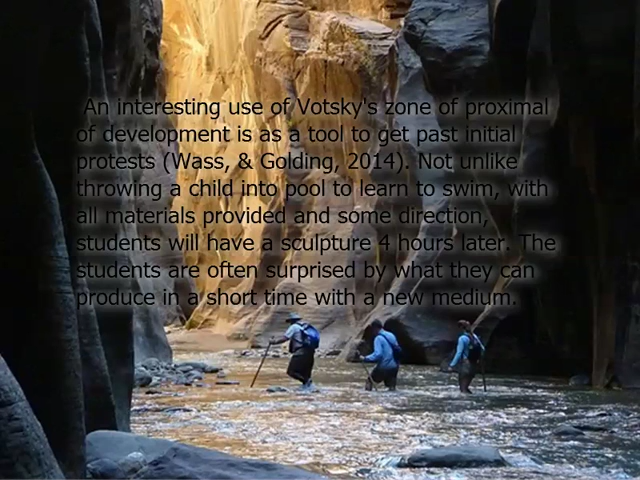 An interesting use of Votsky's zone of proximal
of development is as a tool to get past initial
protests (Wass, & Golding, 2014). Not unlike
throwing a child into pool to learn to swim, with
all materials provided and some direction,
students will have a sculpture 4 hours later. The
students are often surprised by what they can
produce in a short time with a new medium.